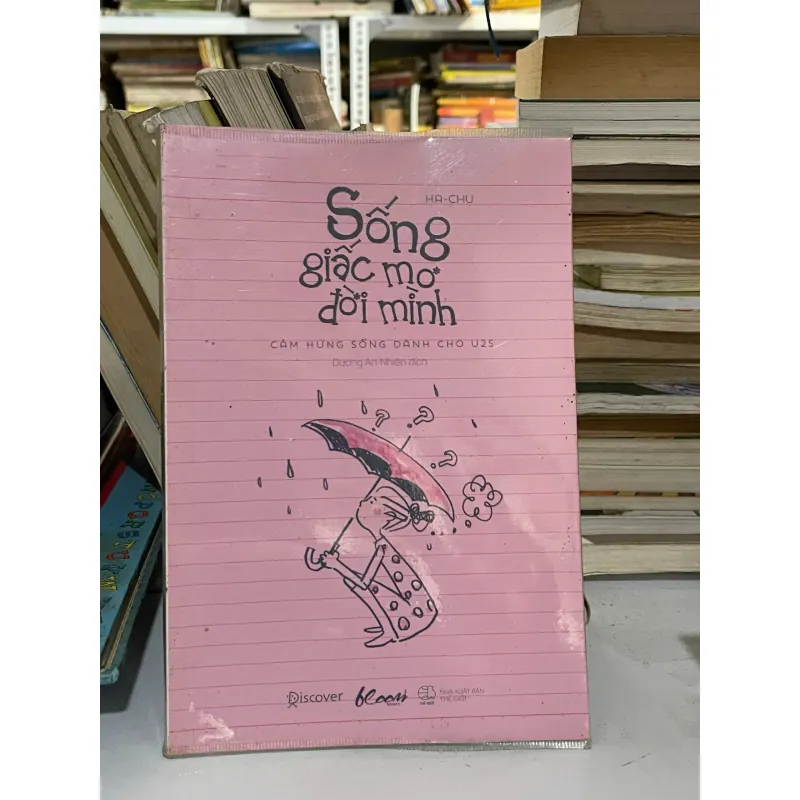 HA-CHU
Sống
giấc mơ
đời mình
CẢM HỨNG SỐNG DÀNH CHO U25
Dương An Nhiên dịch
Discover
bloom
NHÀ XUẤT BẢN
THẾ GIỚI